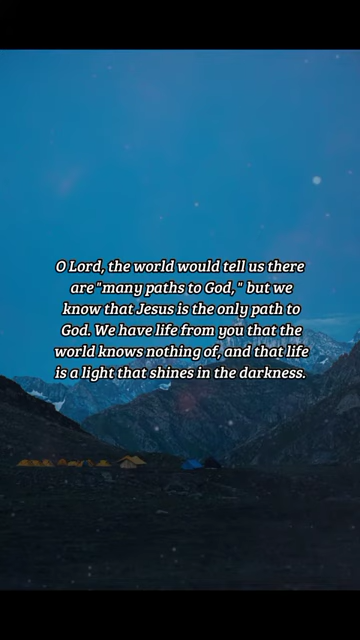 O Lord, the world would tell us there
are "many paths to God," but we
know that Jesus is the only path to
God. We have life from you that the
world knows nothing of, and that life
is a light that shines in the darkness.